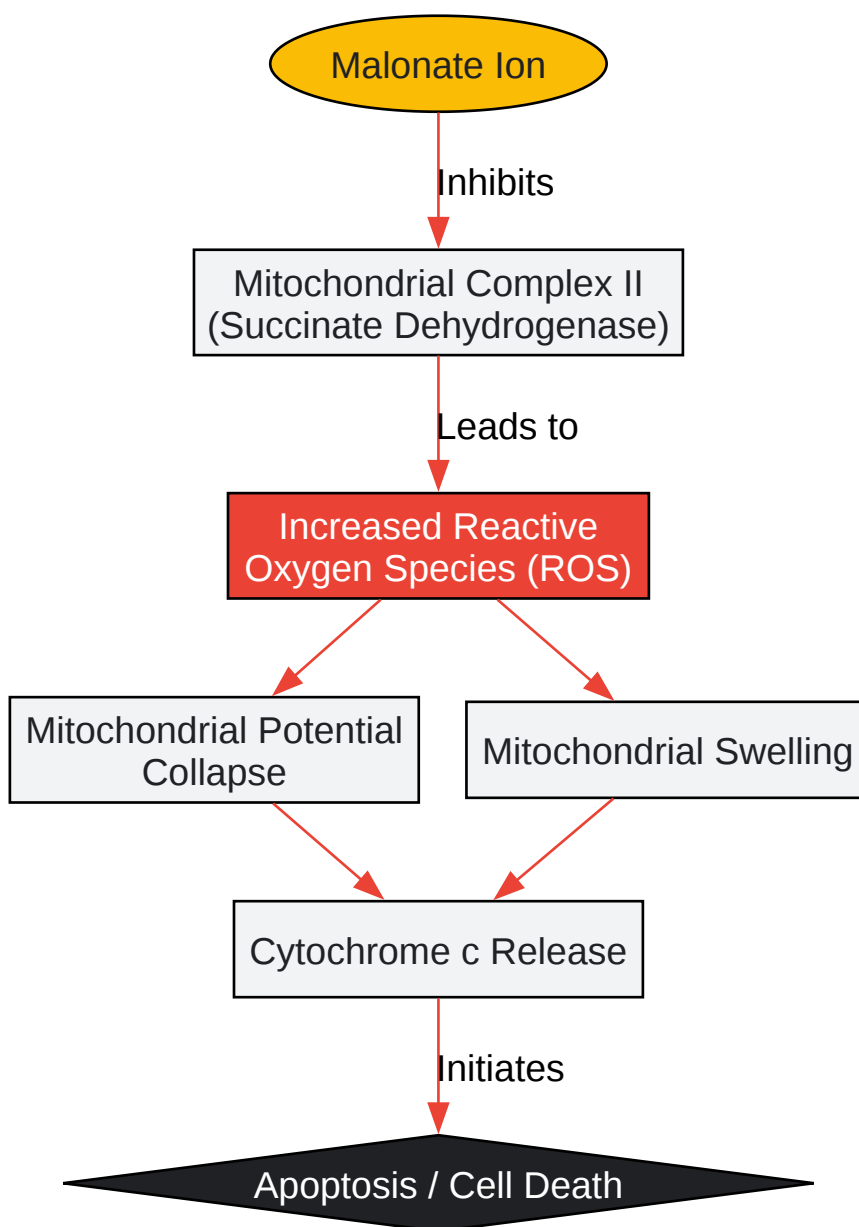 Malonate Ion
Inhibits
Mitochondrial Complex II
(Succinate Dehydrogenase)
Leads to
Increased Reactive
Oxygen Species (ROS)
Mitochondrial Potential
Collapse
Mitochondrial Swelling
Cytochrome c Release
Initiates
Apoptosis / Cell Death